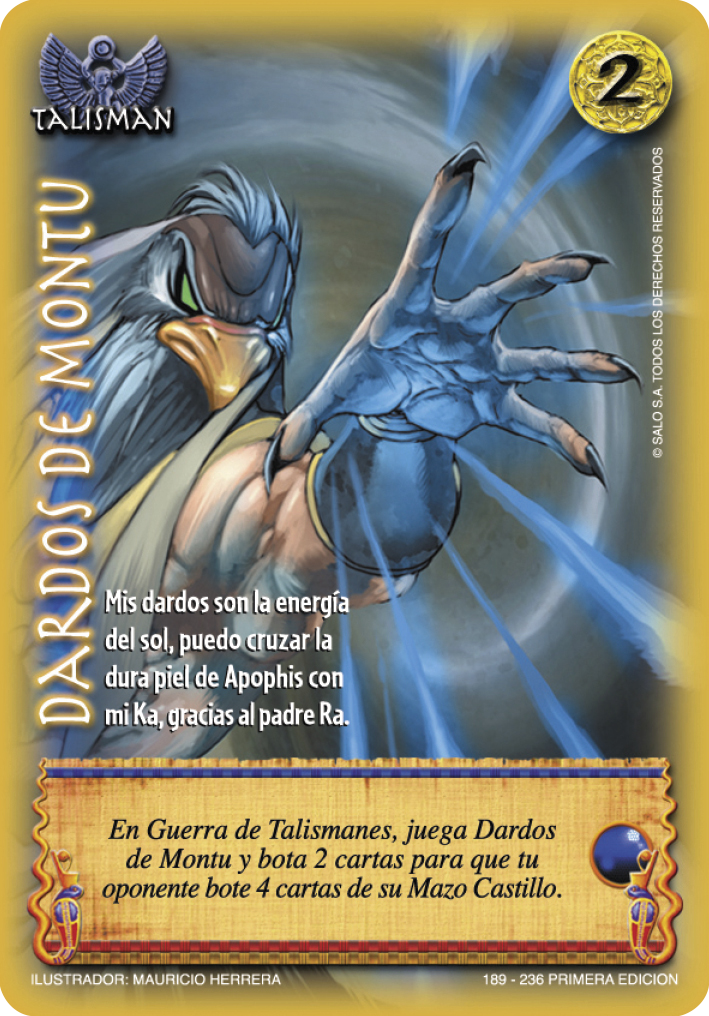 TALISMAN
2
DARDOS DE MONTU
© SALO S.A. TODOS LOS DERECHOS RESERVADOS
Mis dardos son la energía
del sol, puedo cruzar la
dura piel de Apophis con
mi Ka, gracias al padre Ra.
En Guerra de Talismanes, juega Dardos
de Montu y bota 2 cartas para que tu
oponente bote 4 cartas de su Mazo Castillo.
ILUSTRADOR: MAURICIO HERRERA
189 - 236 PRIMERA EDICION